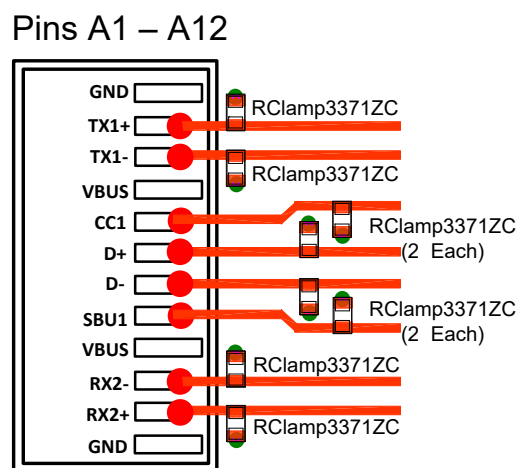 Pins A1 – A12
GND
RClamp3371ZC
TX1+
TX1-
RClamp3371ZC
VBUS
CC1
RClamp3371ZC
(2 Each)
D+
D-
SBU1
RClamp3371ZC
(2 Each)
VBUS
RClamp3371ZC
RX2-
RX2+
RClamp3371ZC
GND